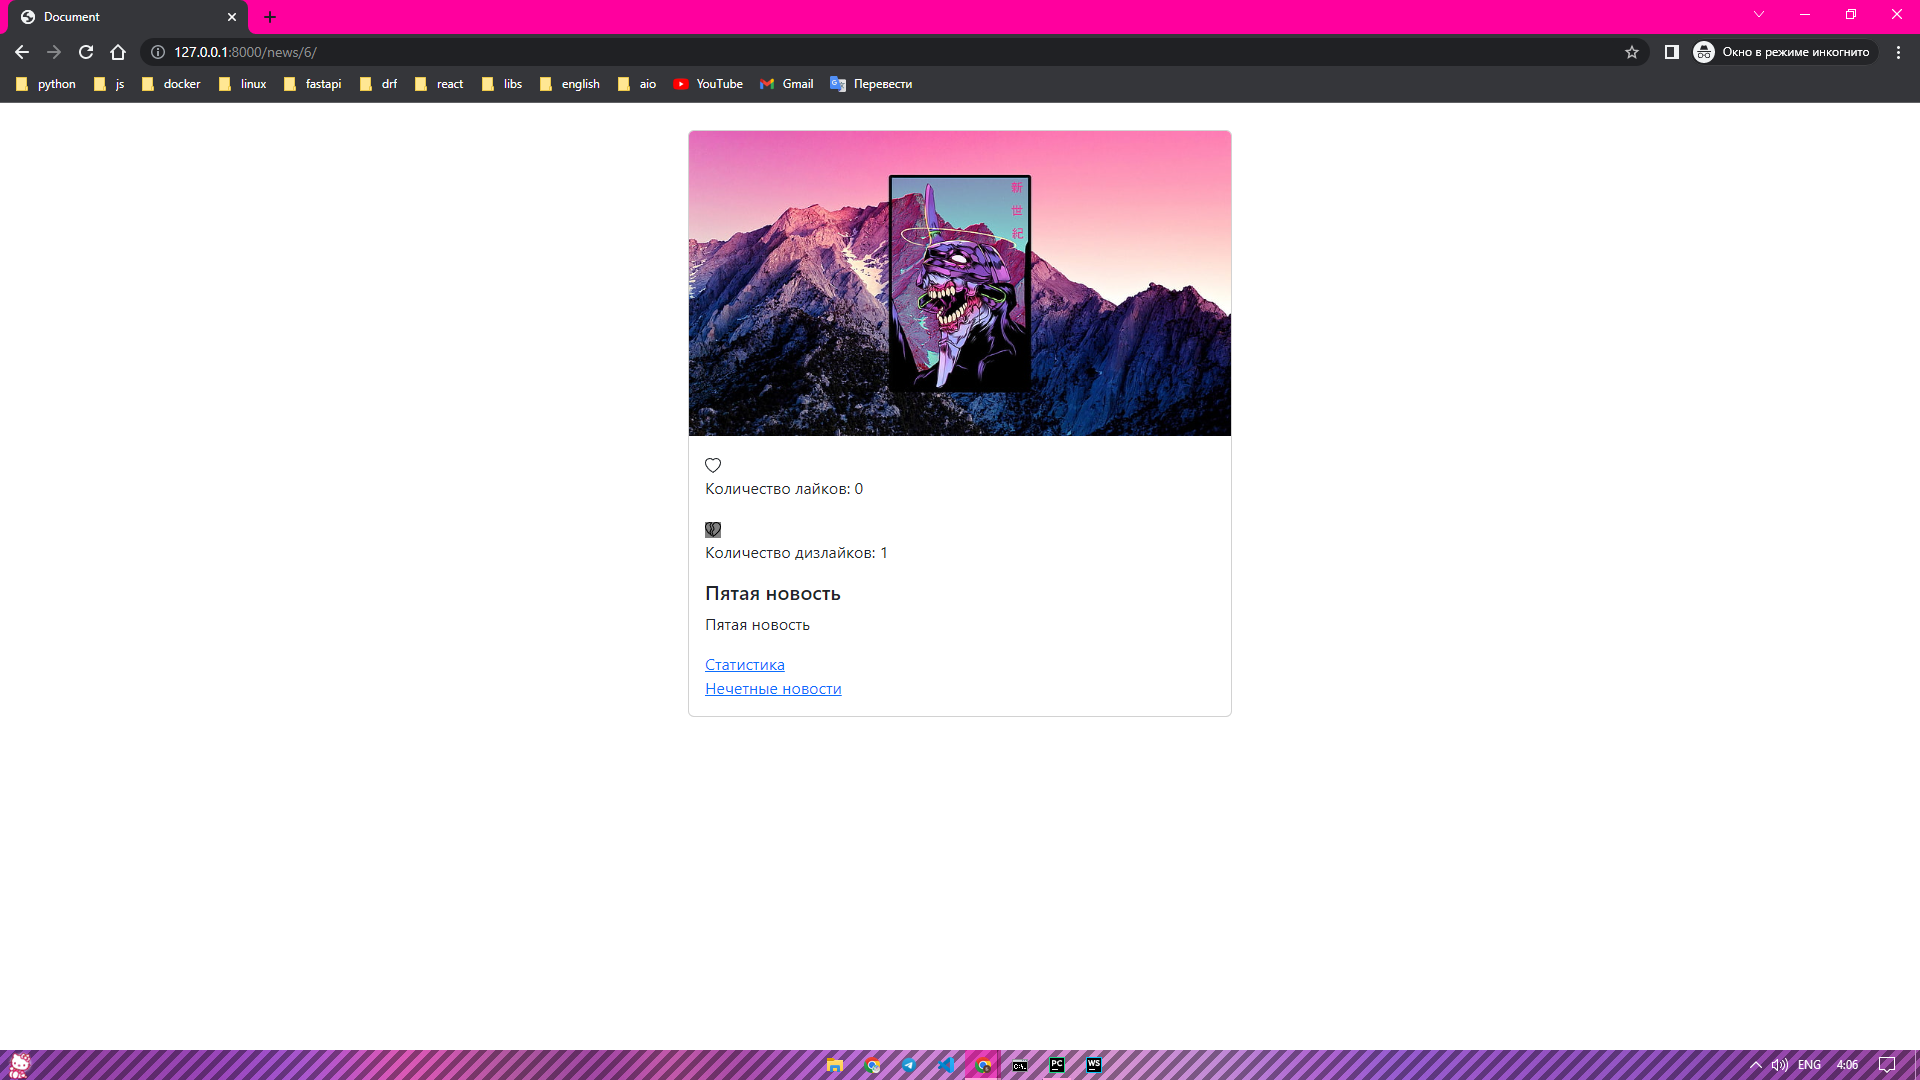 Document
127.0.0.1:8000/news/6/
Окно в режиме инкогнито
python
js
docker
linux
fastapi
drf
react
libs
english
aio
YouTube
Gmail
Перевести
新
世
紀
Количество лайков: 0
Количество дизлайков: 1
Пятая новость
Пятая новость
Статистика
Нечетные новости
PC
WS
ENG
4:06